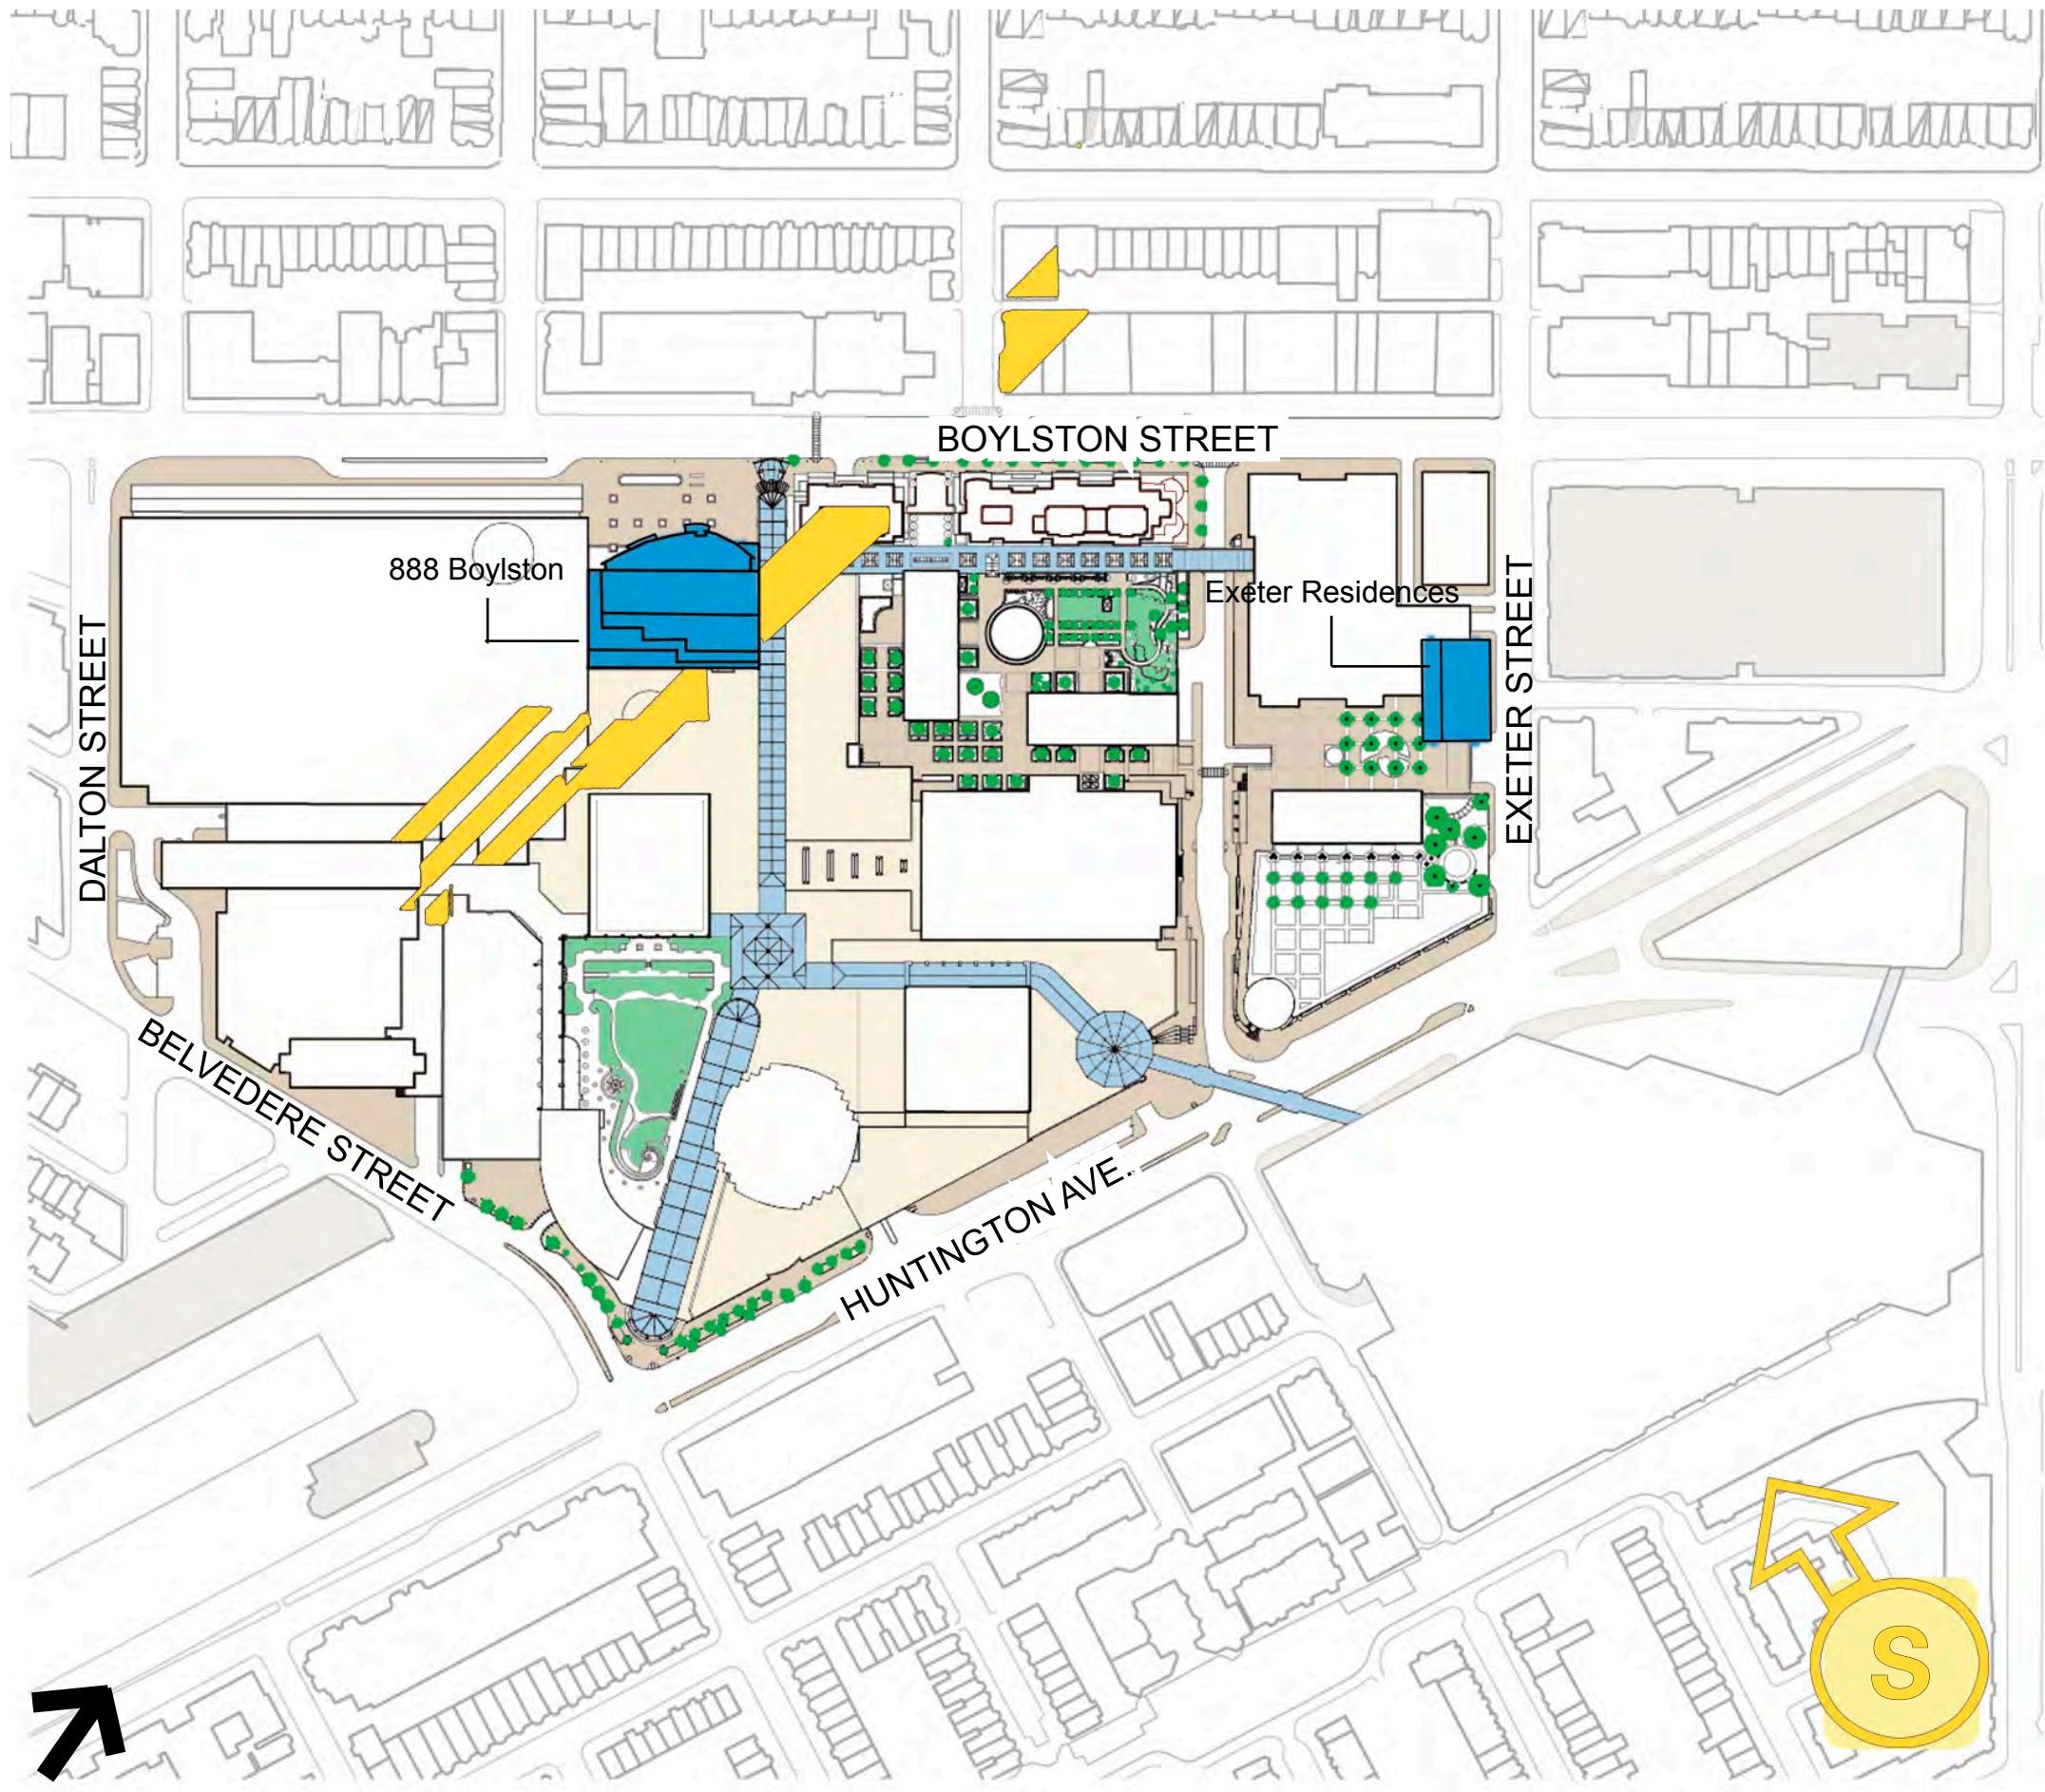 BOYLSTON STREET
888 Boylston
Exeter Residences
DALTON STREET
EXETER STREET
BELVEDERE STREET
HUNTINGTON AVE.
S